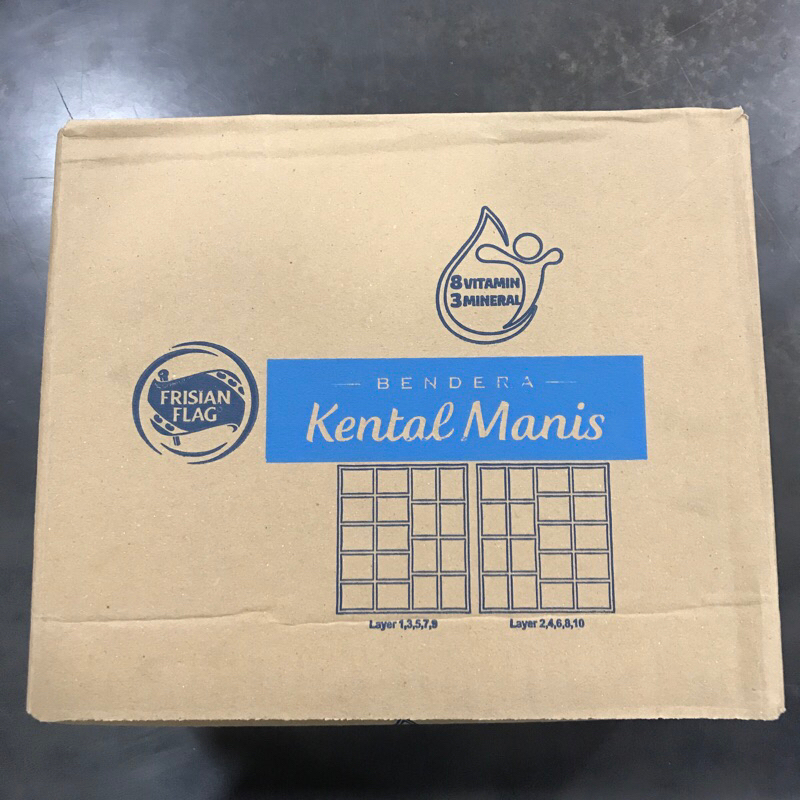 8 VITAMIN
3 MINERAL
FRISIAN
FLAG
BENDERA
Kental Manis
Layer 1,3,5,7,9
Layer 2,4,6,8,10